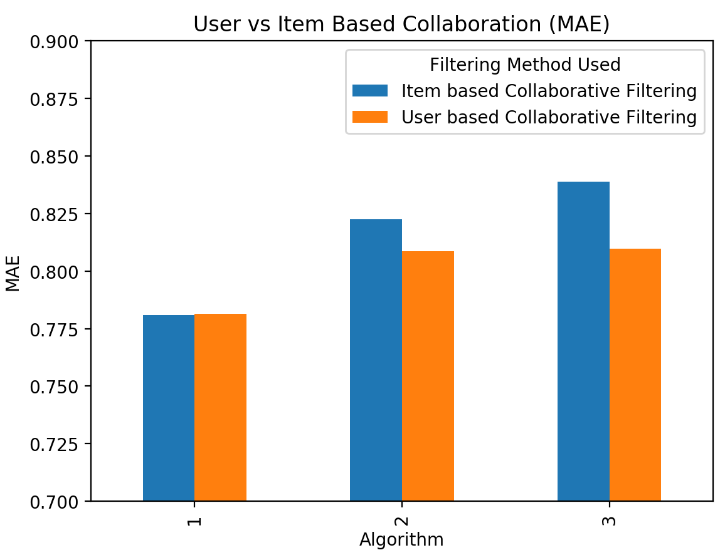 User vs Item Based Collaboration (MAE)
Filtering Method Used
Item based Collaborative Filtering
User based Collaborative Filtering
MAE
0.900
0.875
0.850
0.825
0.800
0.775
0.750
0.725
0.700
1
2
3
Algorithm